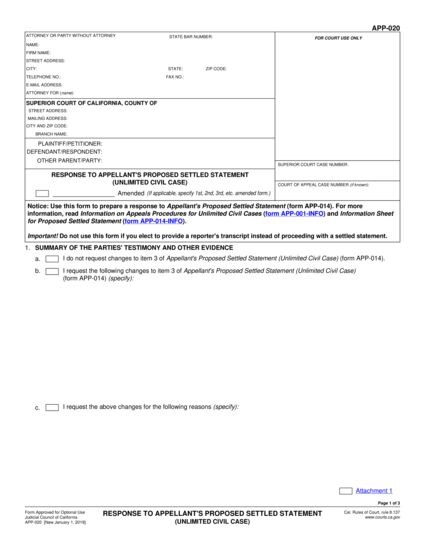 APP-020
ATTORNEY OR PARTY WITHOUT ATTORNEY STATE BAR NUMBER:
NAME:
FIRM NAME:
STREET ADDRESS:
CITY: STATE: ZIP CODE:
TELEPHONE NO.: FAX NO.:
E-MAIL ADDRESS:
ATTORNEY FOR (name):
FOR COURT USE ONLY
SUPERIOR COURT OF CALIFORNIA, COUNTY OF
STREET ADDRESS:
MAILING ADDRESS:
CITY AND ZIP CODE:
BRANCH NAME:
PLAINTIFF/PETITIONER:
DEFENDANT/RESPONDENT:
OTHER PARENT/PARTY:
SUPERIOR COURT CASE NUMBER:
RESPONSE TO APPELLANT'S PROPOSED SETTLED STATEMENT
(UNLIMITED CIVIL CASE)
Amended (If applicable, specify 1st, 2nd, 3rd, etc. amended form.)
COURT OF APPEAL CASE NUMBER (if known):
Notice: Use this form to prepare a response to Appellant's Proposed Settled Statement (form APP-014). For more
information, read Information on Appeals Procedures for Unlimited Civil Cases (form APP-001-INFO) and Information Sheet
for Proposed Settled Statement (form APP-014-INFO).
Important! Do not use this form if you elect to provide a reporter's transcript instead of proceeding with a settled statement.
1. SUMMARY OF THE PARTIES' TESTIMONY AND OTHER EVIDENCE
a. I do not request changes to item 3 of Appellant's Proposed Settled Statement (Unlimited Civil Case) (form APP-014).
b. I request the following changes to item 3 of Appellant's Proposed Settled Statement (Unlimited Civil Case)
(form APP-014) (specify):
c. I request the above changes for the following reasons (specify):
Attachment 1
Page 1 of 3
Form Approved for Optional Use
Judicial Council of California
APP-020 [New January 1, 2019]
RESPONSE TO APPELLANT'S PROPOSED SETTLED STATEMENT
(UNLIMITED CIVIL CASE)
Cal. Rules of Court, rule 8.137
www.courts.ca.gov